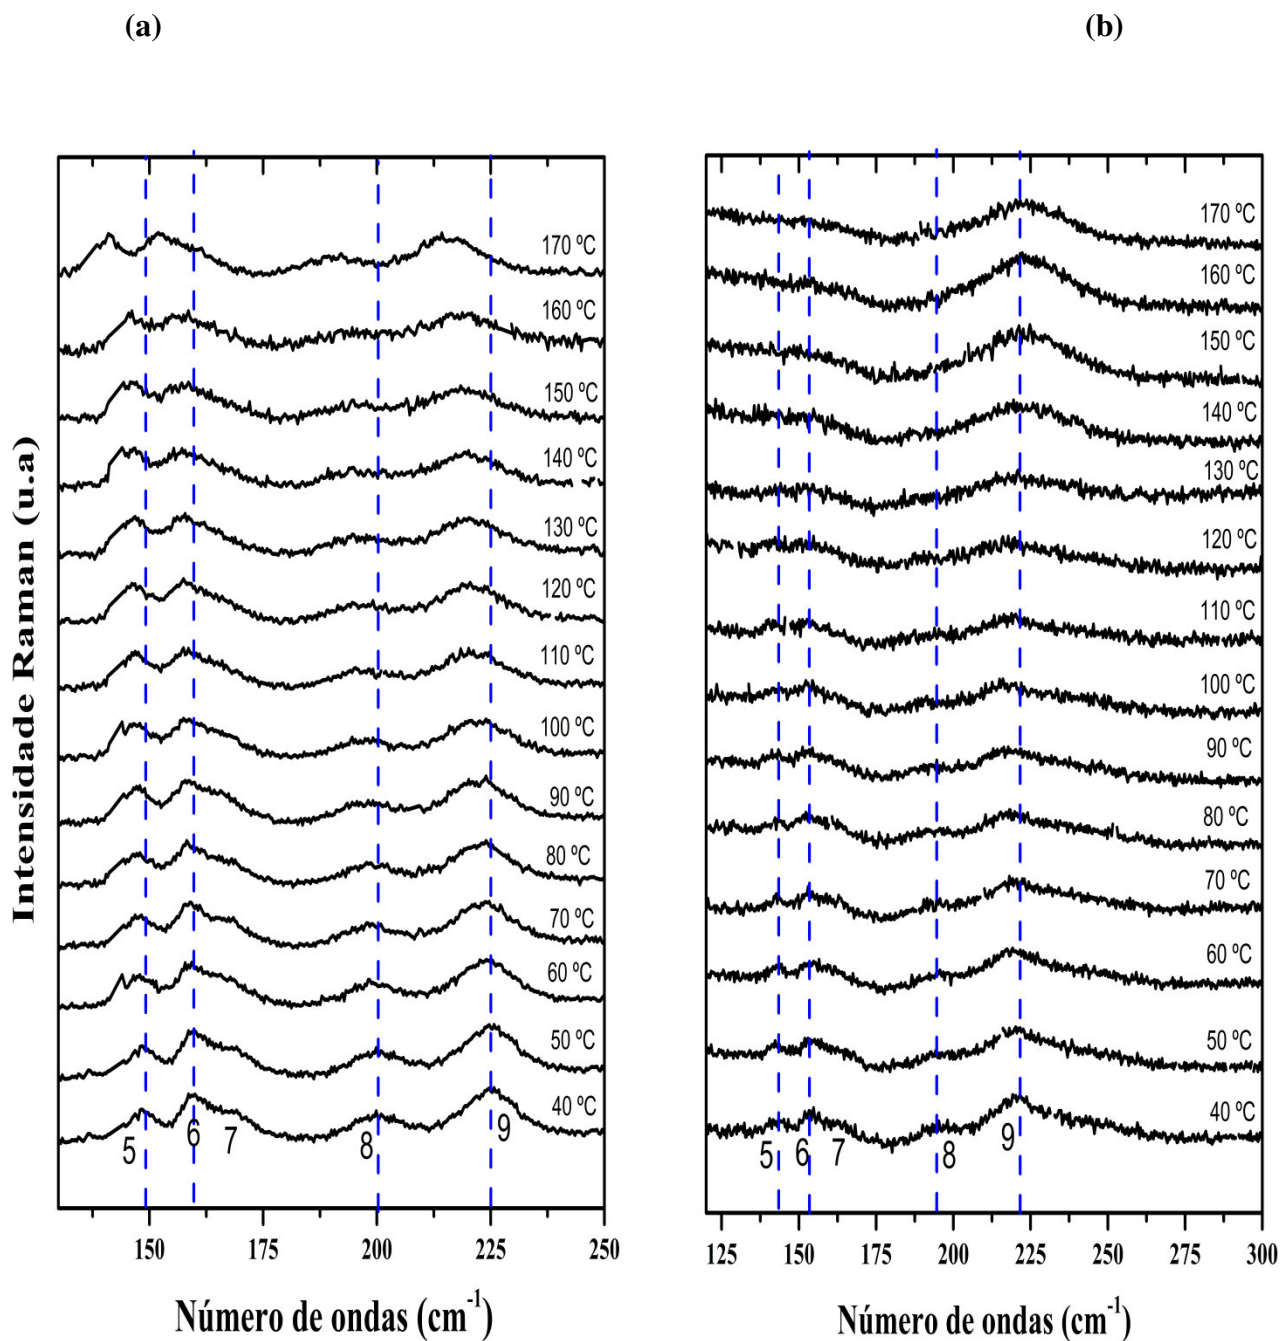 (a)
(b)
Intensidade Raman (u.a)
170 ºC
160 ºC
150 ºC
140 ºC
130 ºC
120 ºC
110 ºC
100 ºC
90 ºC
80 ºC
70 ºC
60 ºC
50 ºC
40 ºC
5 6 7 8 9
150 175 200 225 250
Número de ondas (cm⁻¹)
170 ºC
160 ºC
150 ºC
140 ºC
130 ºC
120 ºC
110 ºC
100 ºC
90 ºC
80 ºC
70 ºC
60 ºC
50 ºC
40 ºC
5 6 7 8 9
125 150 175 200 225 250 275 300
Número de ondas (cm⁻¹)